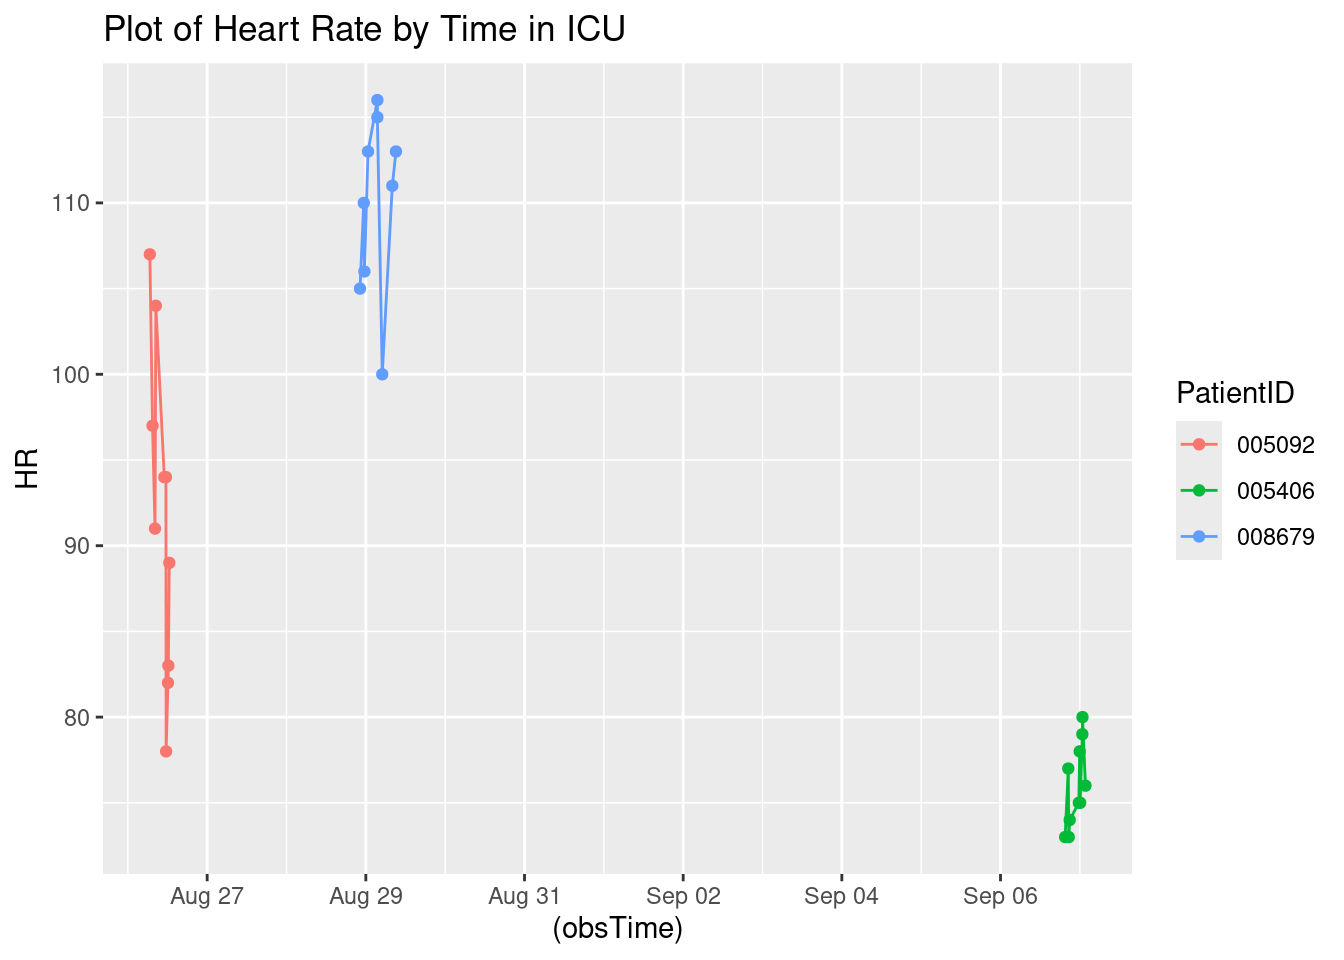 Plot of Heart Rate by Time in ICU
HR
110
100
90
80
Aug 27
Aug 29
Aug 31
Sep 02
Sep 04
Sep 06
(obsTime)
PatientID
005092
005406
008679